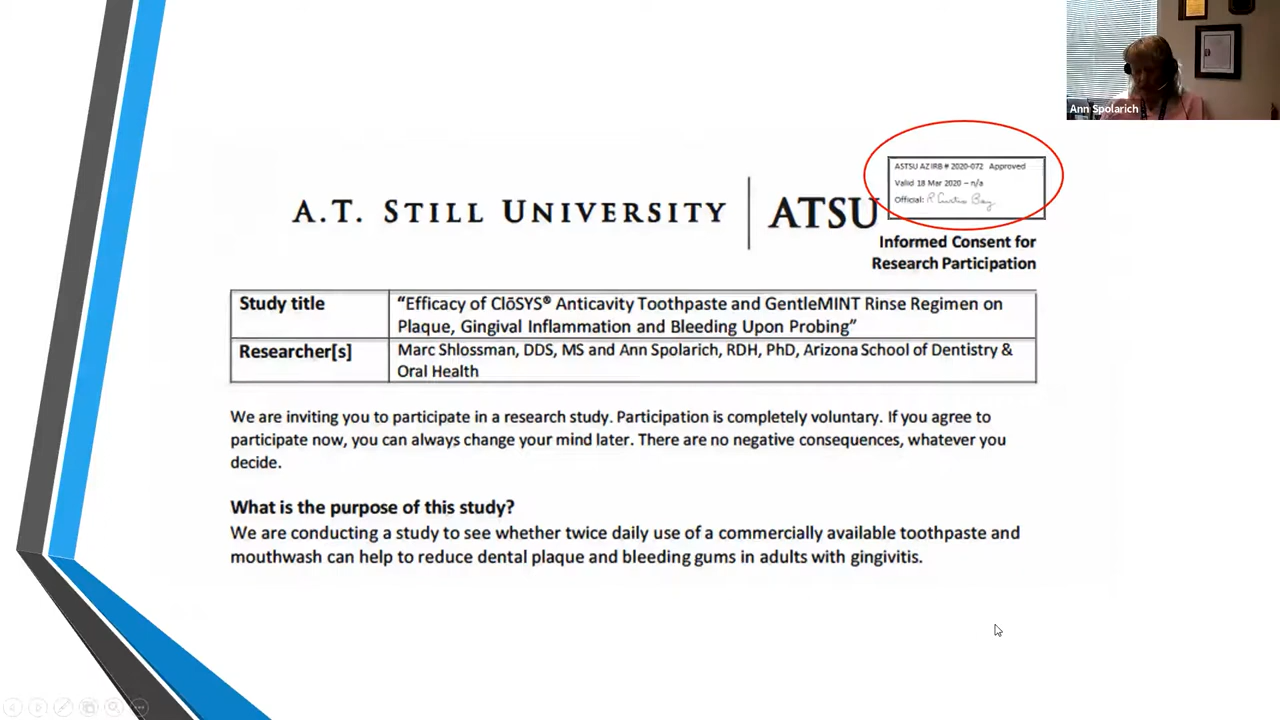 Ann Spolarich
ASTSU AZ IRB # 2020-072 Approved
Valid 18 Mar 2020 – n/a
Official: R Curtis Bay
A.T. STILL UNIVERSITY ATSU
Informed Consent for
Research Participation
Study title
“Efficacy of ClōSYS® Anticavity Toothpaste and GentleMINT Rinse Regimen on
Plaque, Gingival Inflammation and Bleeding Upon Probing”
Researcher[s]
Marc Shlossman, DDS, MS and Ann Spolarich, RDH, PhD, Arizona School of Dentistry &
Oral Health
We are inviting you to participate in a research study. Participation is completely voluntary. If you agree to
participate now, you can always change your mind later. There are no negative consequences, whatever you
decide.
What is the purpose of this study?
We are conducting a study to see whether twice daily use of a commercially available toothpaste and
mouthwash can help to reduce dental plaque and bleeding gums in adults with gingivitis.